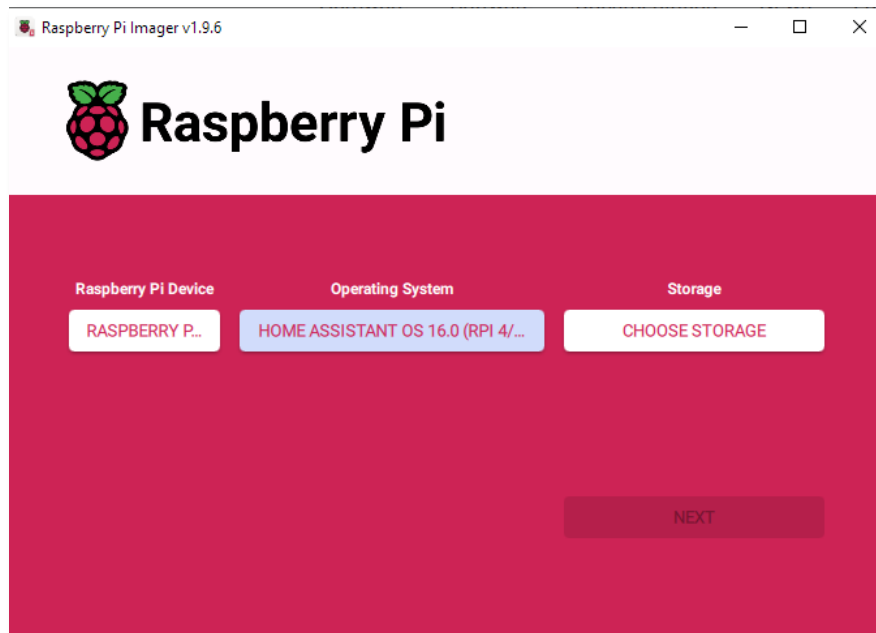 Raspberry Pi Imager v1.9.6
Raspberry Pi
Raspberry Pi Device
Operating System
Storage
RASPBERRY P...
HOME ASSISTANT OS 16.0 (RPI 4/...
CHOOSE STORAGE
NEXT